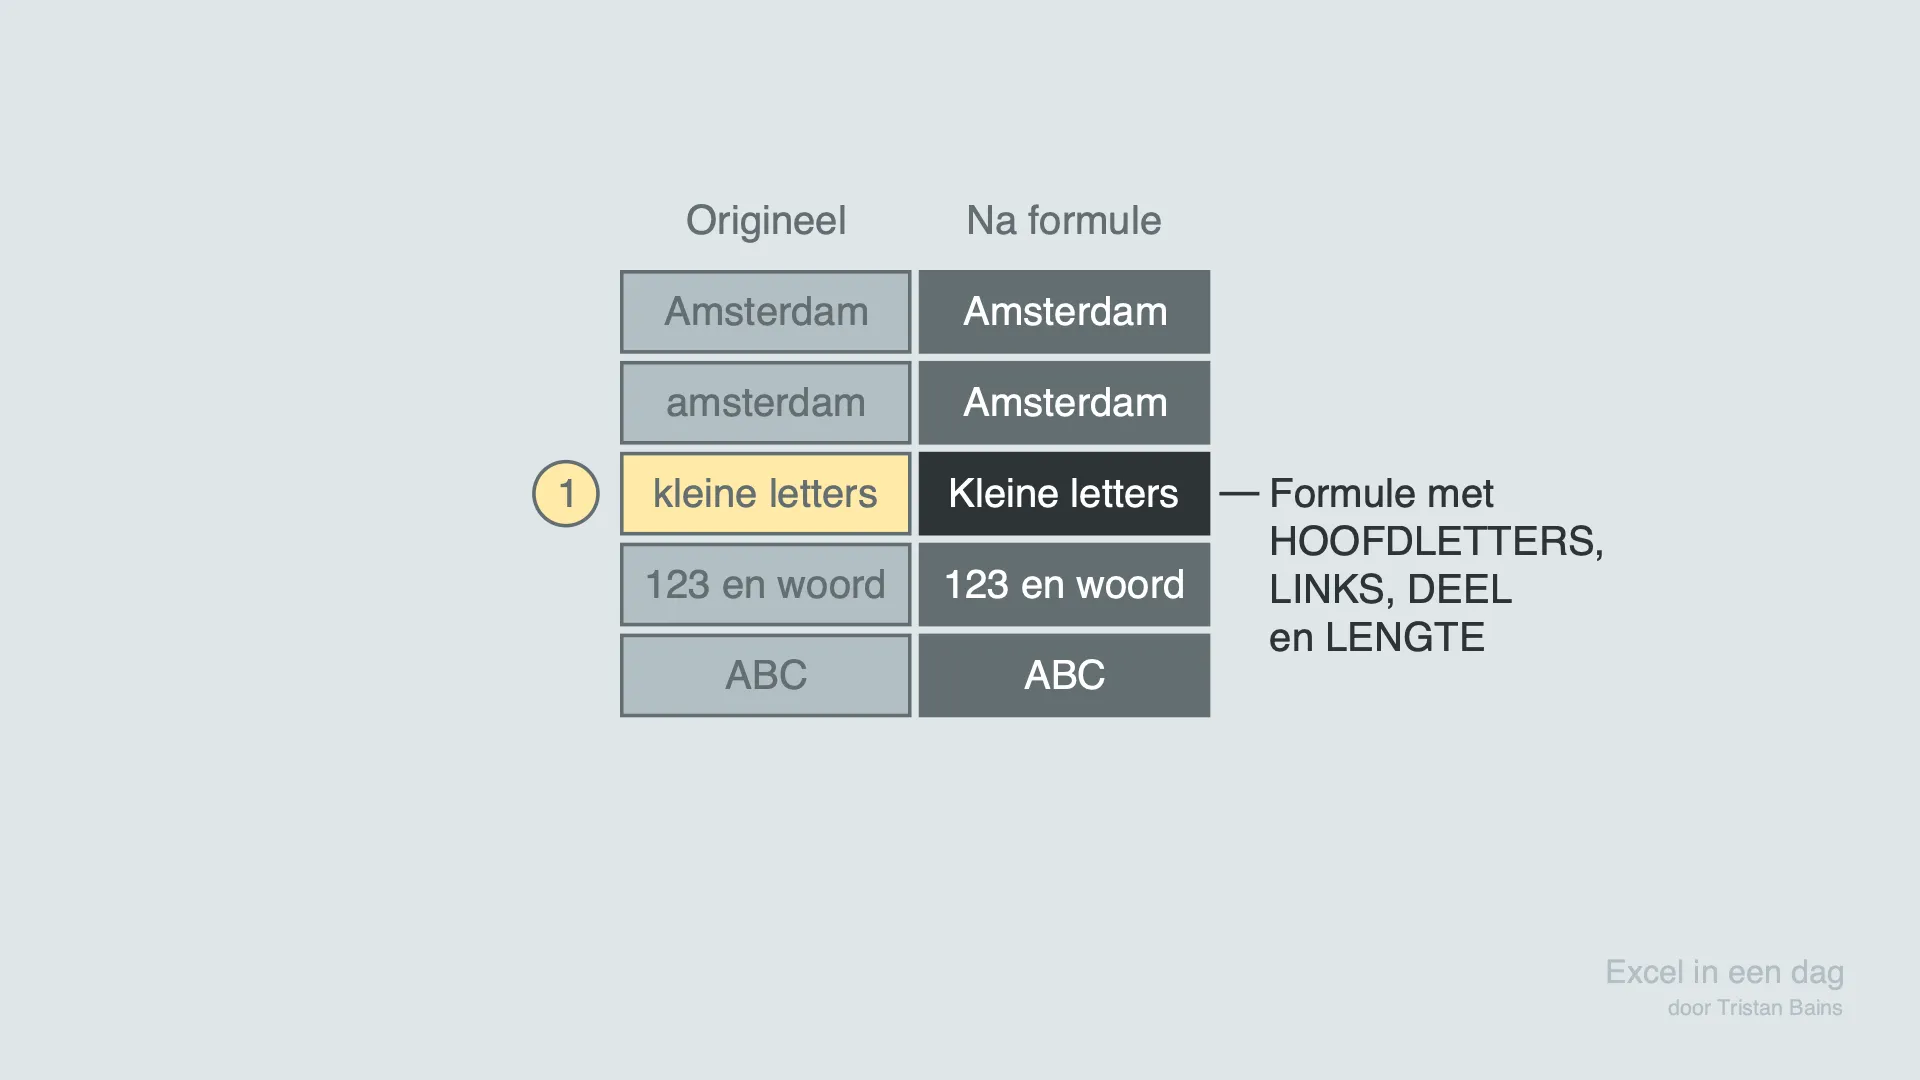 Origineel Na formule
Amsterdam Amsterdam
amsterdam Amsterdam
1 kleine letters Kleine letters Formule met
HOOFDLETTERS,
123 en woord 123 en woord LINKS, DEEL
en LENGTE
ABC ABC
Excel in een dag
door Tristan Bains